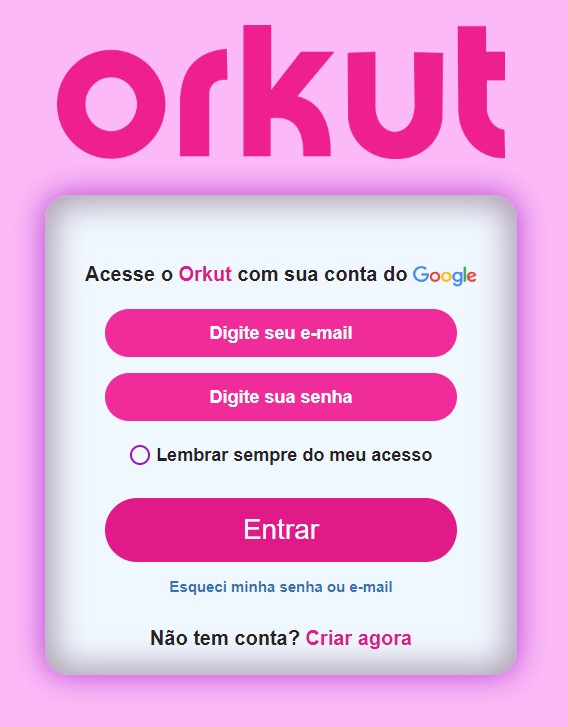 orkut
Acesse o Orkut com sua conta do Google
Digite seu e-mail
Digite sua senha
Lembrar sempre do meu acesso
Entrar
Esqueci minha senha ou e-mail
Não tem conta? Criar agora